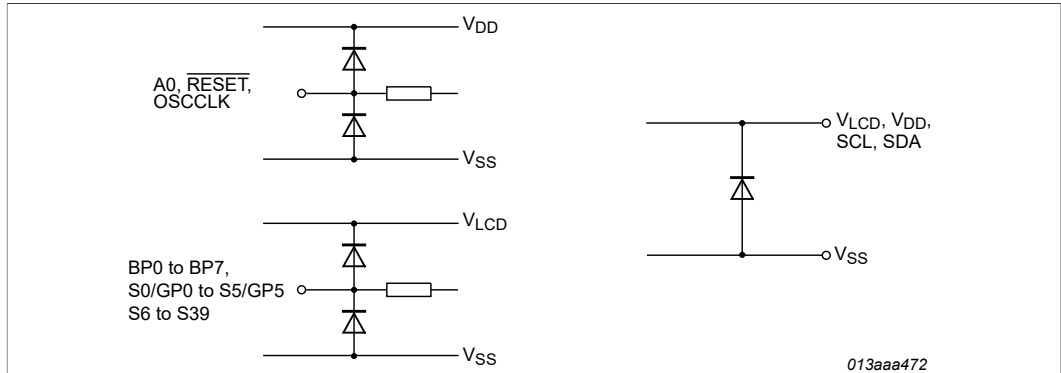 VDD
A0, RESET,
OSCCLK
VSS
VLCD
BP0 to BP7,
S0/GP0 to S5/GP5
S6 to S39
VSS
VLCD, VDD,
SCL, SDA
VSS
013aaa472